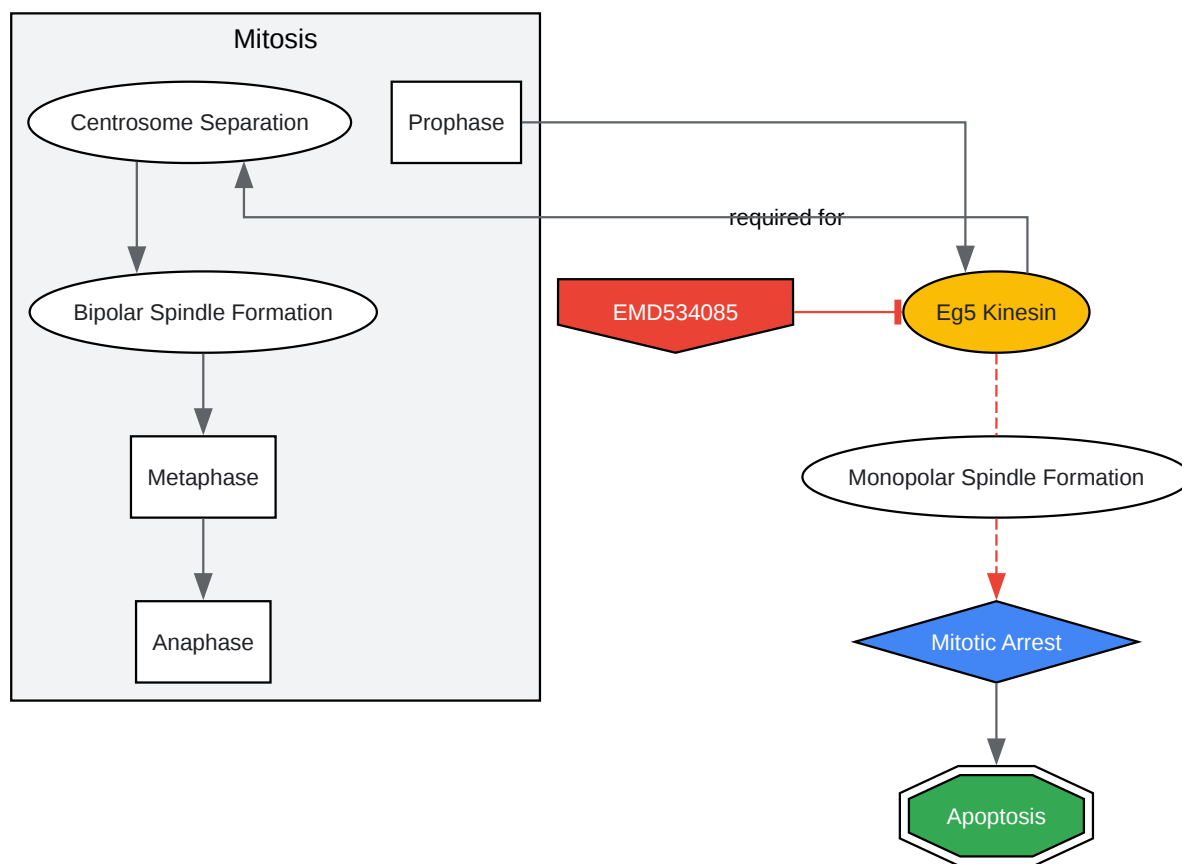 Mitosis
Centrosome Separation
Prophase
required for
Bipolar Spindle Formation
EMD534085
Eg5 Kinesin
Metaphase
Monopolar Spindle Formation
Anaphase
Mitotic Arrest
Apoptosis